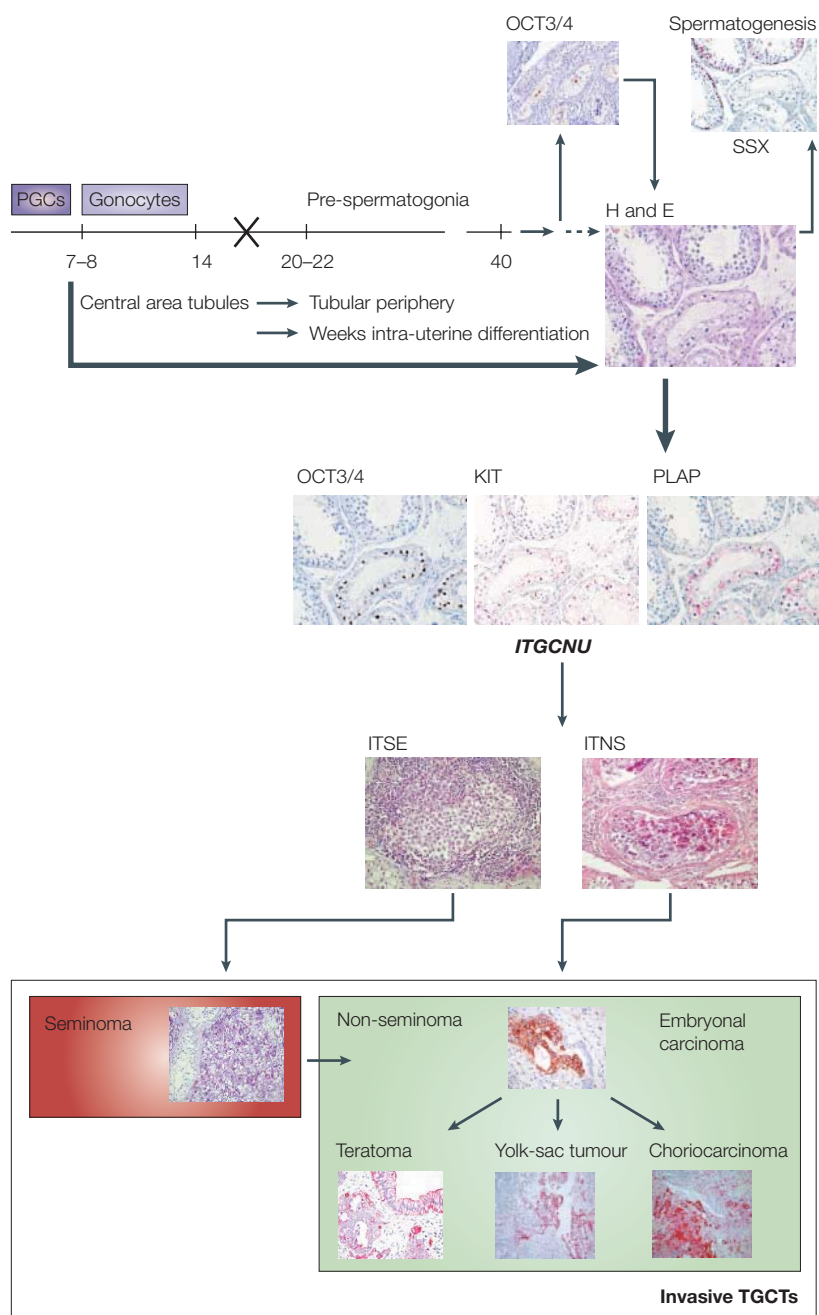 OCT3/4
Spermatogenesis
SSX
PGCs
Gonocytes
Pre-spermatogonia
H and E
7–8
14
20–22
40
Central area tubules
Tubular periphery
Weeks intra-uterine differentiation
OCT3/4
KIT
PLAP
ITGCNU
ITSE
ITNS
Seminoma
Non-seminoma
Embryonal
carcinoma
Teratoma
Yolk-sac tumour
Choriocarcinoma
Invasive TGCTs